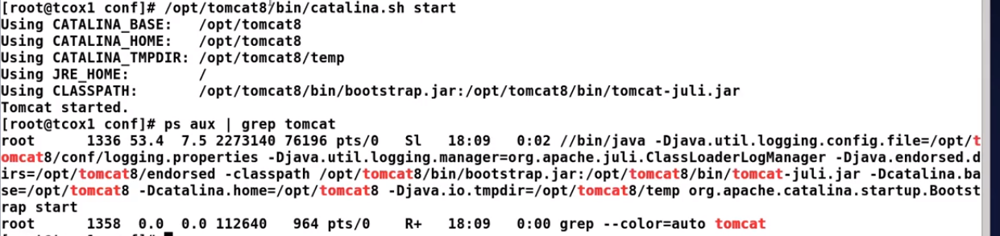 [root@tcox1 conf]# /opt/tomcat8/bin/catalina.sh start
Using CATALINA_BASE:   /opt/tomcat8
Using CATALINA_HOME:   /opt/tomcat8
Using CATALINA_TMPDIR: /opt/tomcat8/temp
Using JRE_HOME:        /
Using CLASSPATH:       /opt/tomcat8/bin/bootstrap.jar:/opt/tomcat8/bin/tomcat-juli.jar
Tomcat started.
[root@tcox1 conf]# ps aux | grep tomcat
root      1336 53.4  7.5 2273140 76196 pts/0   Sl   18:09   0:02 //bin/java -Djava.util.logging.config.file=/opt/t
omcat8/conf/logging.properties -Djava.util.logging.manager=org.apache.juli.ClassLoaderLogManager -Djava.endorsed.d
irs=/opt/tomcat8/endorsed -classpath /opt/tomcat8/bin/bootstrap.jar:/opt/tomcat8/bin/tomcat-juli.jar -Dcatalina.ba
se=/opt/tomcat8 -Dcatalina.home=/opt/tomcat8 -Djava.io.tmpdir=/opt/tomcat8/temp org.apache.catalina.startup.Bootst
rap start
root      1358  0.0  0.0 112640   964 pts/0    R+   18:09   0:00 grep --color=auto tomcat